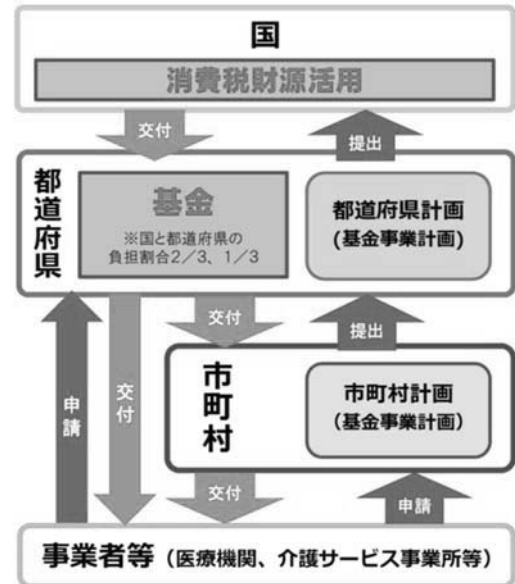 国
消費税財源活用
交付
提出
都道府県
基金
※国と都道府県の
負担割合2／3、1／3
都道府県計画
(基金事業計画)
交付
提出
申請
交付
市町村
市町村計画
(基金事業計画)
交付
申請
事業者等（医療機関、介護サービス事業所等）